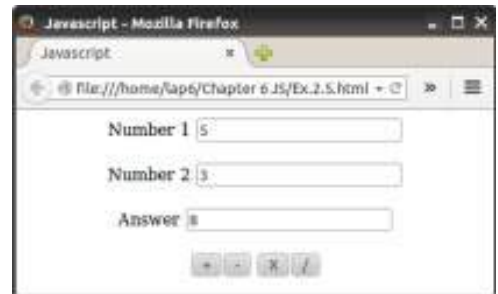 Javascript - Mozilla Firefox
Javascript
file:///home/lap6/Chapter 6 JS/Ex.2.5.html
Number 1 5
Number 2 3
Answer 8
+ - X /